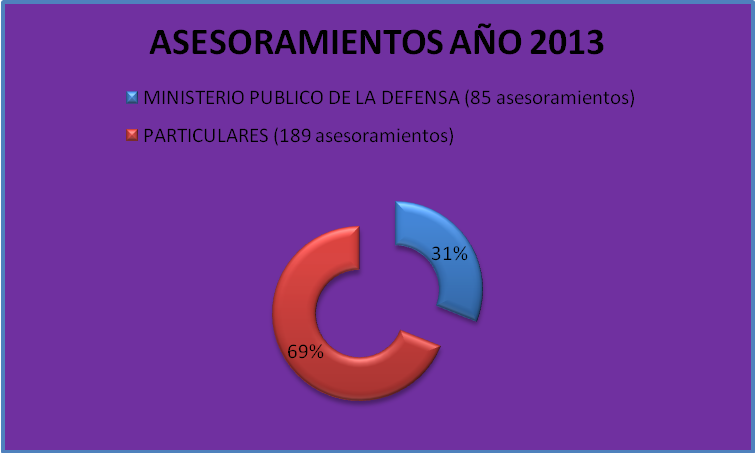 ASESORAMIENTOS AÑO 2013
MINISTERIO PUBLICO DE LA DEFENSA (85 asesoramientos)
PARTICULARES (189 asesoramientos)
31%
69%